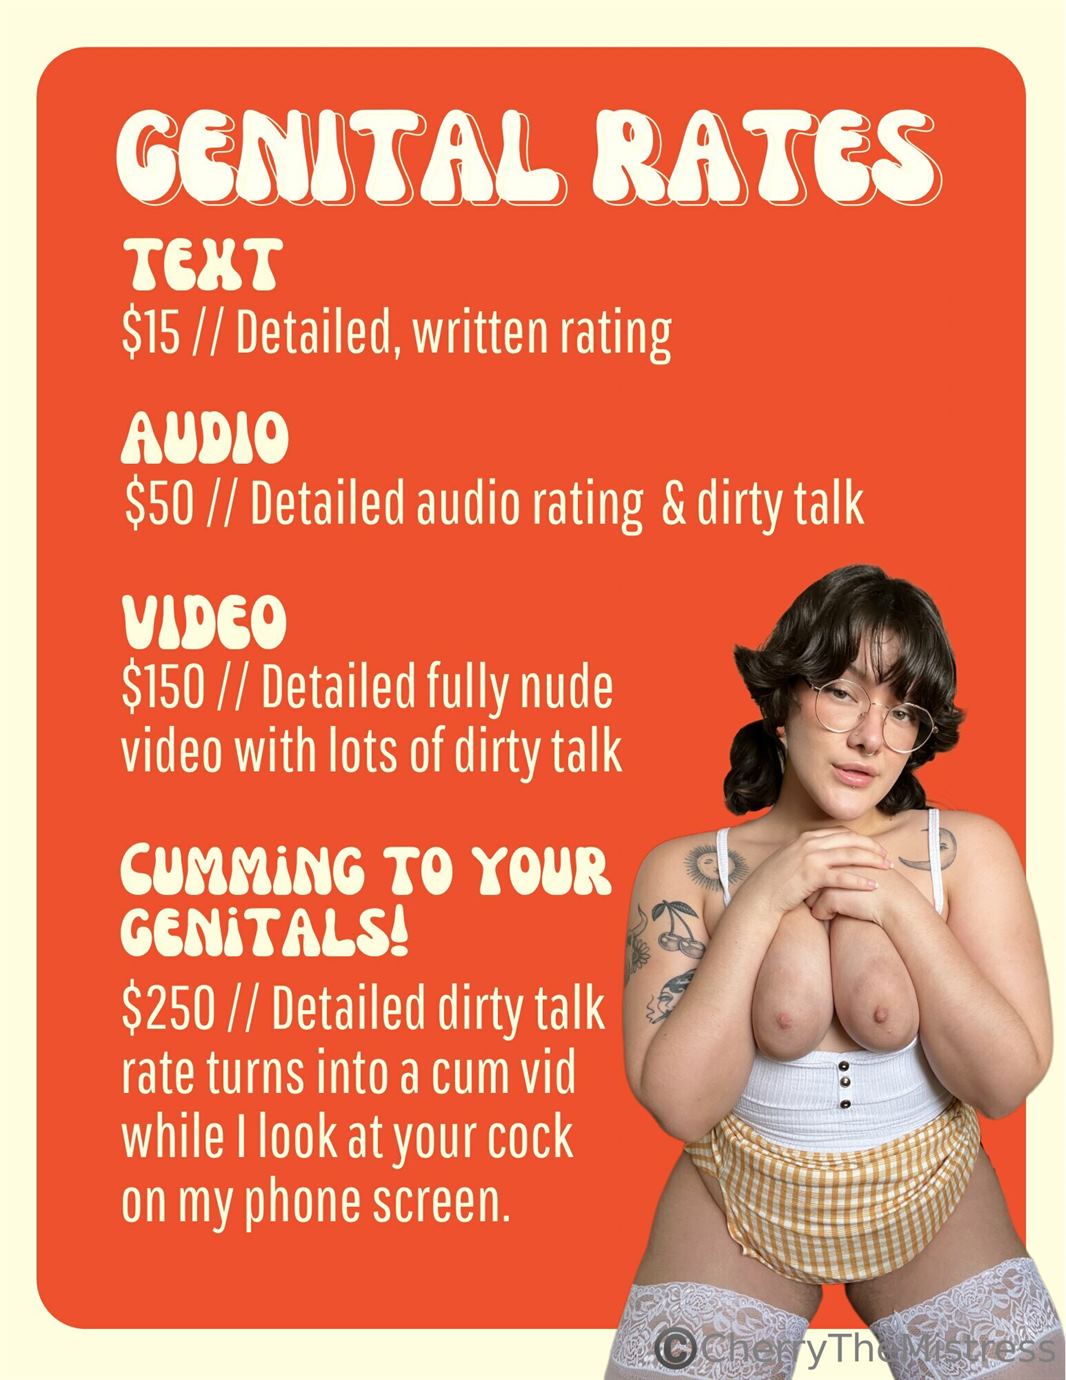 GENITAL RATES
TEXT
$15 // Detailed, written rating
AUDIO
$50 // Detailed audio rating & dirty talk
VIDEO
$150 // Detailed fully nude
video with lots of dirty talk
CUMMING TO YOUR
GENITALS!
$250 // Detailed dirty talk
rate turns into a cum vid
while I look at your cock
on my phone screen.
©CherryTheMistress